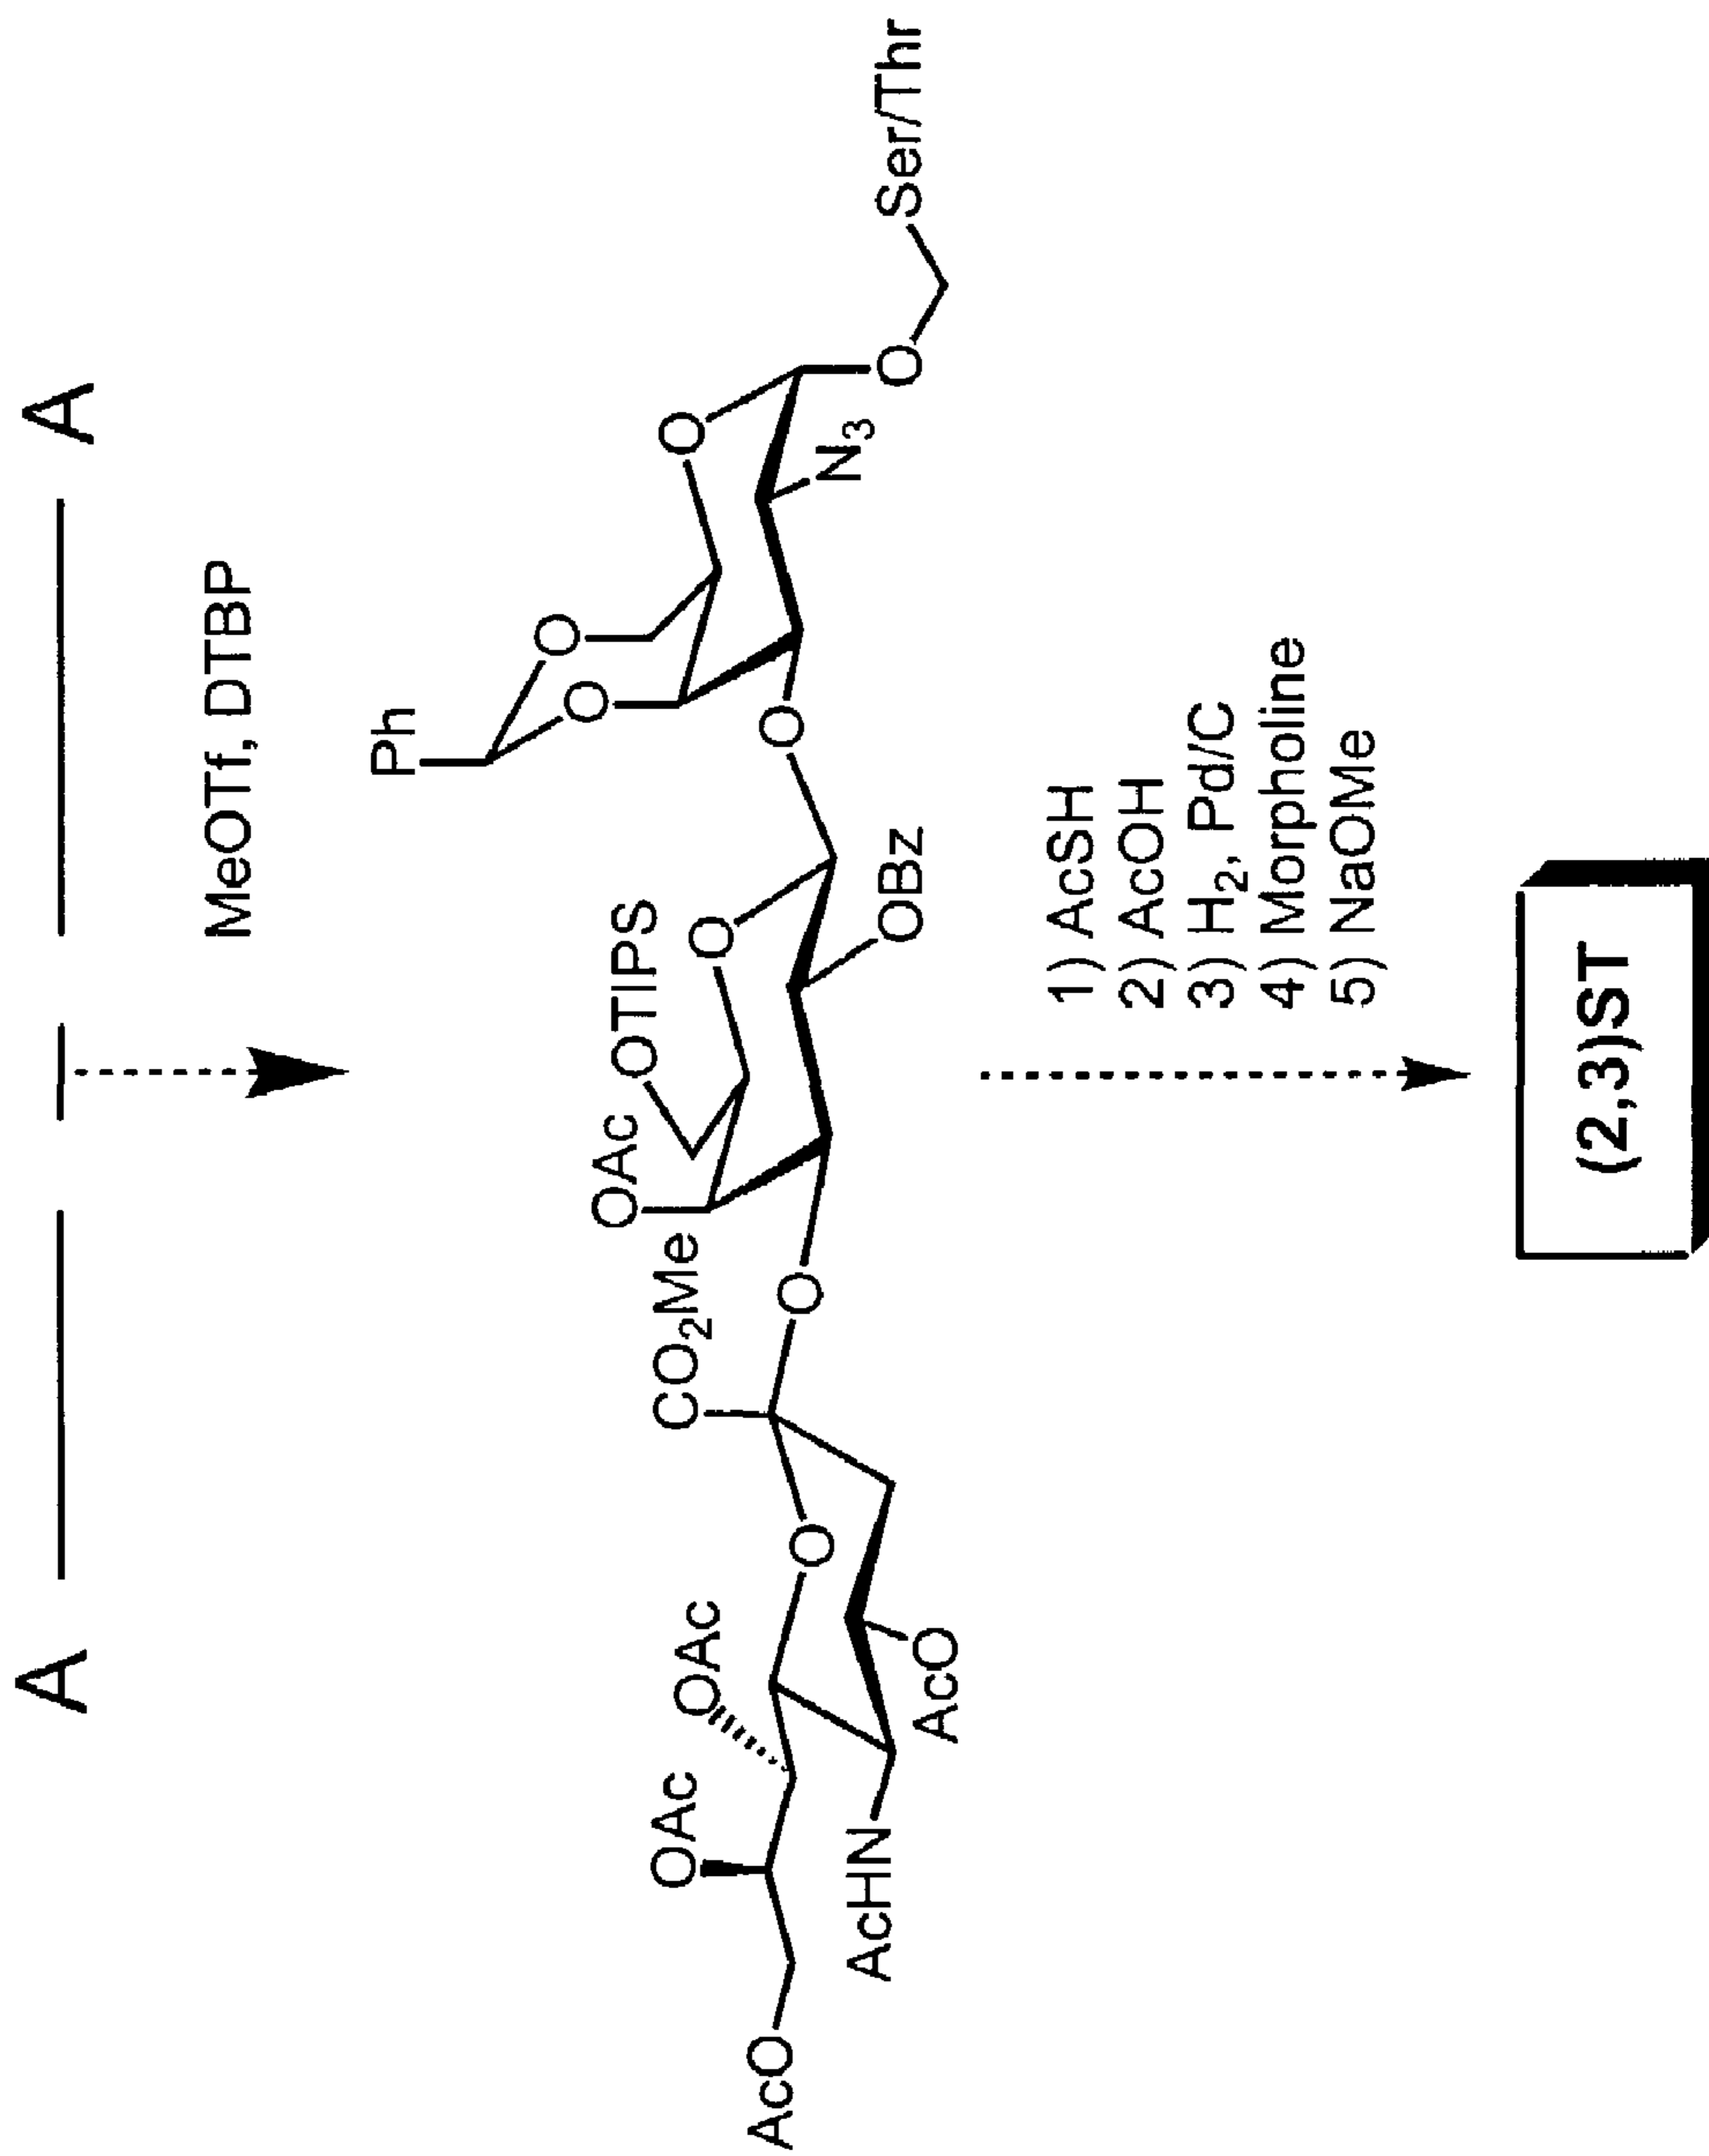 A A
MeOTf, DTBP
Ph
O
O
O
OTIPS
OAc
O
O
N3
O
Ser/Thr
CO2Me
O
OBz
OAc
OAc
O
AcO
AcHN
AcO
1) AcSH
2) AcOH
3) H2, Pd/C
4) Morpholine
5) NaOMe
(2,3)ST